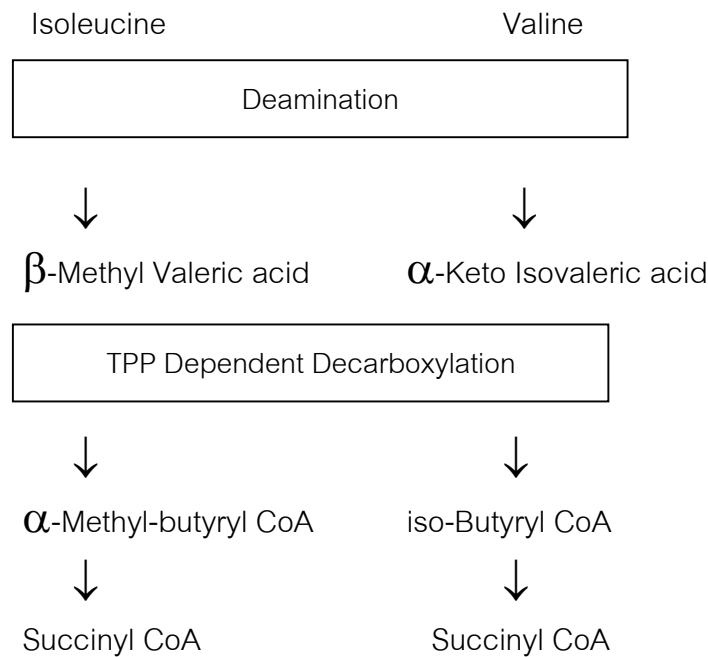 Isoleucine Valine
Deamination
↓ ↓
β-Methyl Valeric acid α-Keto Isovaleric acid
TPP Dependent Decarboxylation
↓ ↓
α-Methyl-butyryl CoA iso-Butyryl CoA
↓ ↓
Succinyl CoA Succinyl CoA